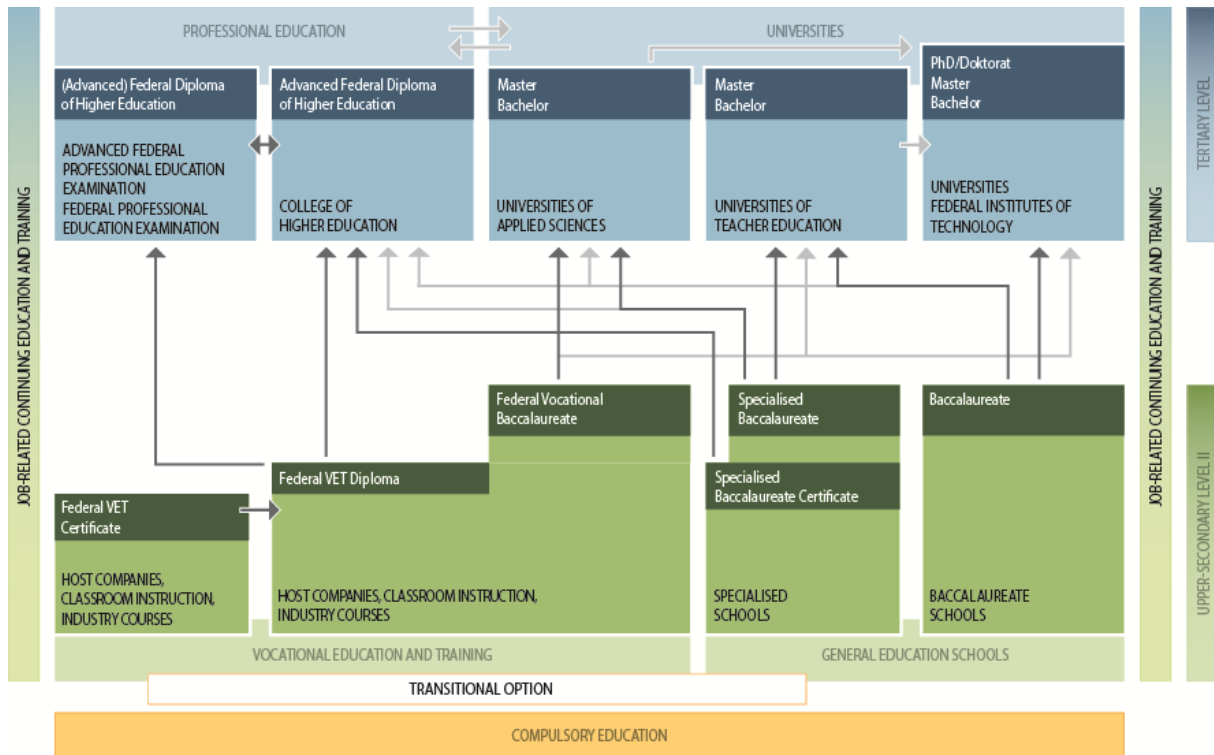 PROFESSIONAL EDUCATION
UNIVERSITIES
(Advanced) Federal Diploma
of Higher Education
Advanced Federal Diploma
of Higher Education
Master
Bachelor
Master
Bachelor
PhD/Doktorat
Master
Bachelor
ADVANCED FEDERAL
PROFESSIONAL EDUCATION
EXAMINATION
FEDERAL PROFESSIONAL
EDUCATION EXAMINATION
COLLEGE OF
HIGHER EDUCATION
UNIVERSITIES OF
APPLIED SCIENCES
UNIVERSITIES OF
TEACHER EDUCATION
UNIVERSITIES
FEDERAL INSTITUTES OF
TECHNOLOGY
JOB-RELATED CONTINUING EDUCATION AND TRAINING
JOB-RELATED CONTINUING EDUCATION AND TRAINING
TERTIARY LEVEL
UPPER-SECONDARY LEVEL II
Federal Vocational
Baccalaureate
Specialised
Baccalaureate
Baccalaureate
Federal VET Diploma
Specialised
Baccalaureate Certificate
Federal VET
Certificate
HOST COMPANIES,
CLASSROOM INSTRUCTION,
INDUSTRY COURSES
HOST COMPANIES, CLASSROOM INSTRUCTION,
INDUSTRY COURSES
SPECIALISED
SCHOOLS
BACCALAUREATE
SCHOOLS
VOCATIONAL EDUCATION AND TRAINING
GENERAL EDUCATION SCHOOLS
TRANSITIONAL OPTION
COMPULSORY EDUCATION